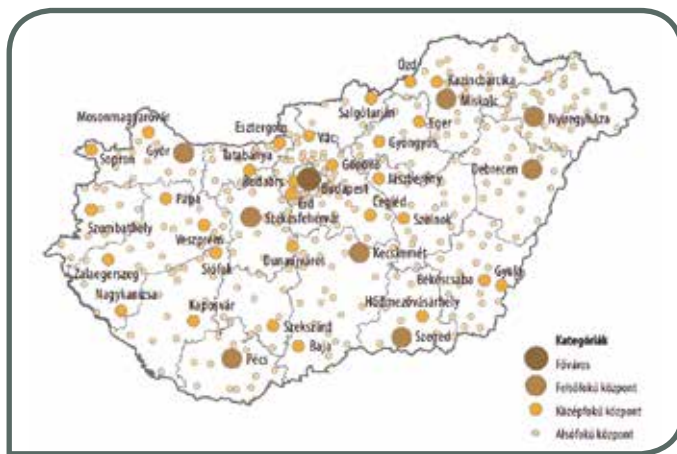 Ózd
Kazincbarcika
Miskolc
Salgótarján
Mosonmagyaróvár
Esztergom
Vác
Eger
Nyíregyháza
Sopron
Győr
Tatabánya
Gödöllő
Gyöngyös
Budaörs
Budapest
Jászberény
Debrecen
Pápa
Érd
Székesfehérvár
Cegléd
Szolnok
Szombathely
Veszprém
Siófok
Dunaújváros
Kecskemét
Zalaegerszeg
Békéscsaba
Gyula
Nagykanizsa
Kaposvár
Hódmezővásárhely
Szekszárd
Szeged
Baja
Pécs
Kategóriák
Főváros
Felsőfokú központ
Középfokú központ
Alsófokú központ